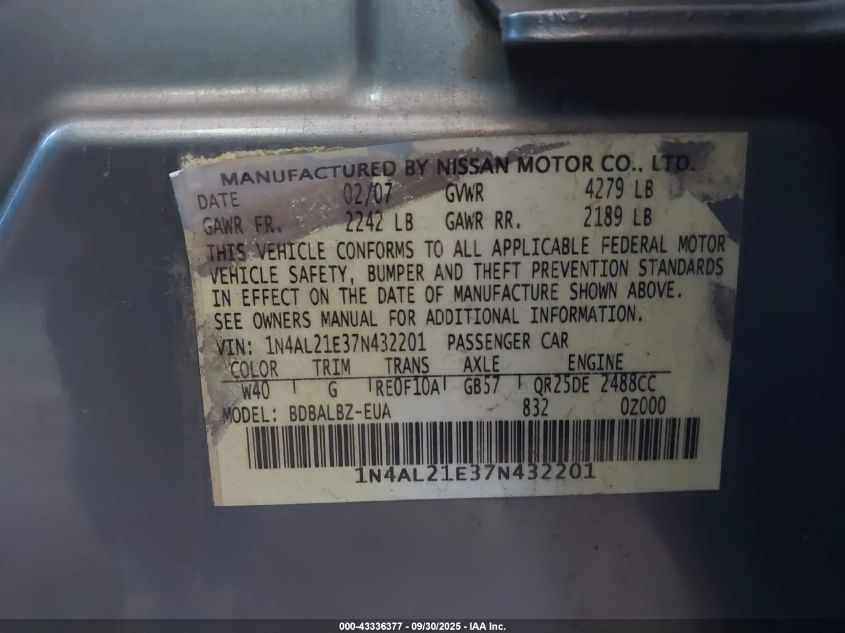 MANUFACTURED BY NISSAN MOTOR CO., LTD.
DATE 02/07 GVWR 4279 LB
GAWR FR. 2242 LB GAWR RR. 2189 LB
THIS VEHICLE CONFORMS TO ALL APPLICABLE FEDERAL MOTOR
VEHICLE SAFETY, BUMPER AND THEFT PREVENTION STANDARDS
IN EFFECT ON THE DATE OF MANUFACTURE SHOWN ABOVE.
SEE OWNERS MANUAL FOR ADDITIONAL INFORMATION.
VIN: 1N4AL21E37N432201 PASSENGER CAR
COLOR TRIM TRANS AXLE ENGINE
W40 G RE0F10A GB57 QR25DE 2488CC
MODEL: BDBALBZ-EUA 832 0Z000
1N4AL21E37N432201
000-43336377 - 09/30/2025 - IAA Inc.